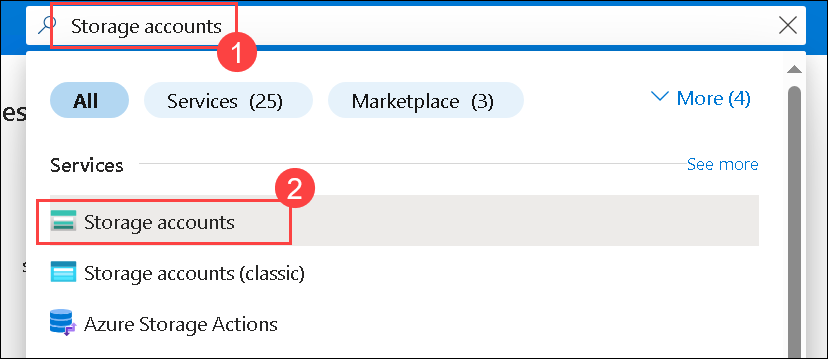 Storage accounts
1
All Services (25) Marketplace (3) More (4)
es
Services See more
2
Storage accounts
s
Storage accounts (classic)
Azure Storage Actions